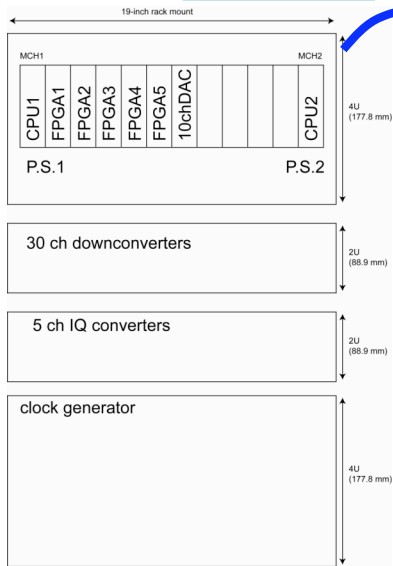 19-inch rack mount
MCH1 MCH2
CPU1 FPGA1 FPGA2 FPGA3 FPGA4 FPGA5 10chDAC CPU2
4U
(177.8 mm)
P.S.1 P.S.2
30 ch downconverters
2U
(88.9 mm)
5 ch IQ converters
2U
(88.9 mm)
clock generator
4U
(177.8 mm)